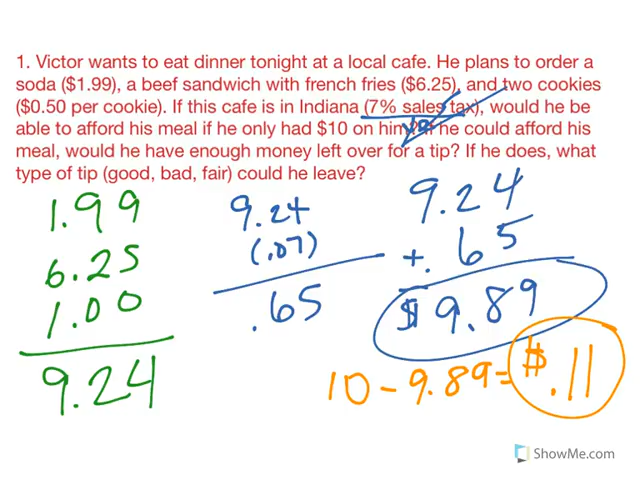 1. Victor wants to eat dinner tonight at a local cafe. He plans to order a
soda ($1.99), a beef sandwich with french fries ($6.25), and two cookies
($0.50 per cookie). If this cafe is in Indiana (7% sales tax), would he be
able to afford his meal if he only had $10 on him? If he could afford his
meal, would he have enough money left over for a tip? If he does, what
type of tip (good, bad, fair) could he leave?
1.99
6.25
1.00
9.24
9.24
(.07)
.65
9.24
+.65
$9.89
10-9.89=$.11
ShowMe.com